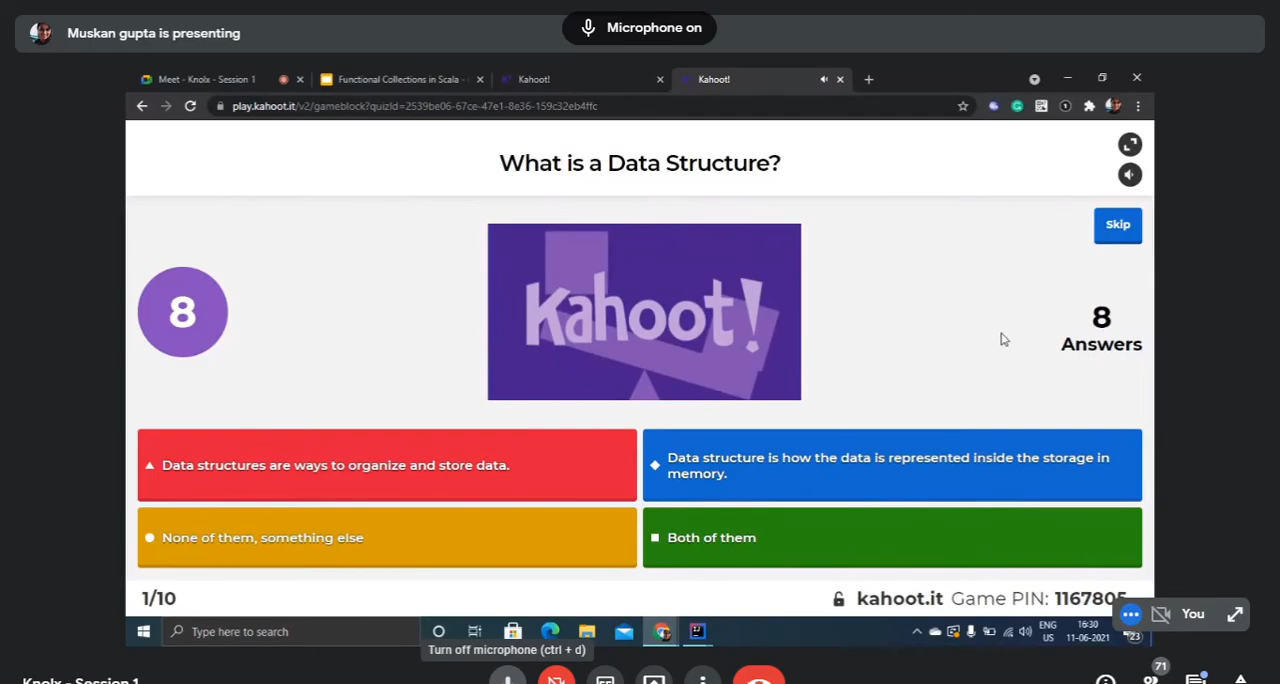 Muskan gupta is presenting
Microphone on
Meet - Knolx - Session 1
Functional Collections in Scala -
Kahoot!
Kahoot!
play.kahoot.it/v2/gameblock?quizId=2539be06-67ce-47e1-8e36-159c32eb4ffc
What is a Data Structure?
Skip
8
Kahoot!
8
Answers
Data structures are ways to organize and store data.
Data structure is how the data is represented inside the storage in
memory.
None of them, something else
Both of them
1/10
kahoot.it Game PIN: 1167805
You
Type here to search
ENG
US
16:30
11-06-2021
23
Turn off microphone (ctrl + d)
71
Knolx - Session 1